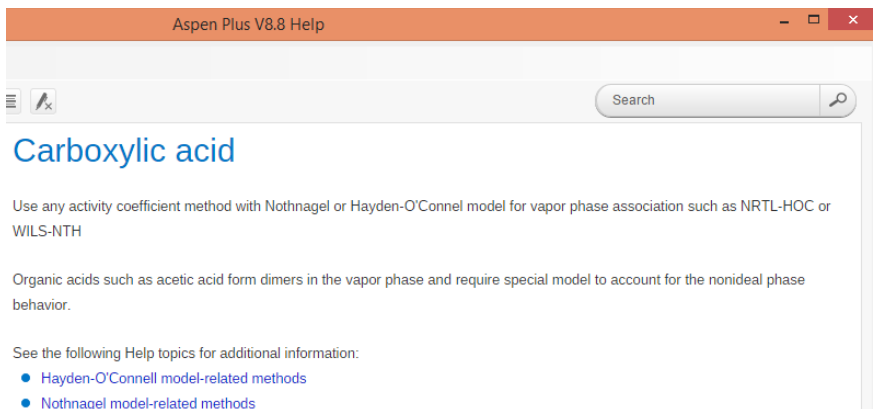 Aspen Plus V8.8 Help
Search
Carboxylic acid
Use any activity coefficient method with Nothnagel or Hayden-O'Connel model for vapor phase association such as NRTL-HOC or
WILS-NTH
Organic acids such as acetic acid form dimers in the vapor phase and require special model to account for the nonideal phase
behavior.
See the following Help topics for additional information:
Hayden-O'Connell model-related methods
Nothnagel model-related methods